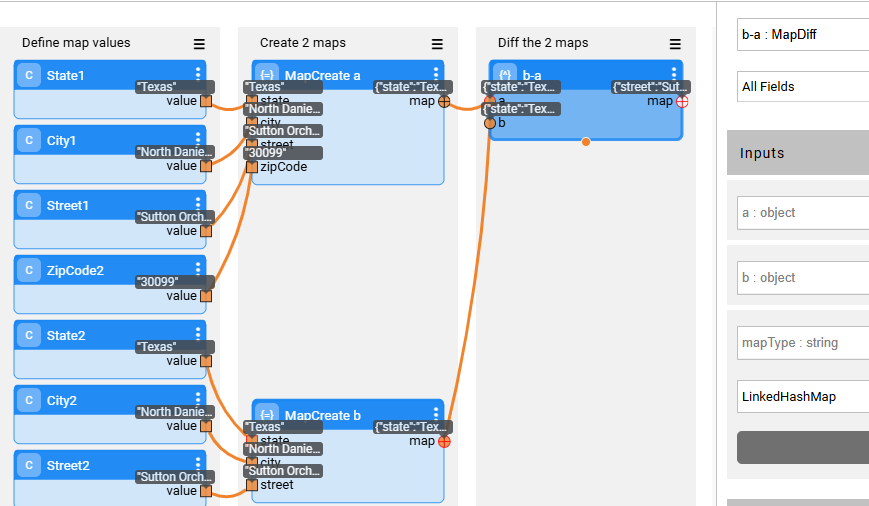 Define map values
C State1
"Texas"
value
C City1
"North Danie...
value
C Street1
"Sutton Orch...
value
C ZipCode2
"30099"
value
C State2
"Texas"
value
C City2
"North Danie...
value
C Street2
"Sutton Orch...
value
Create 2 maps
{=} MapCreate a
"Texas"
{"state":"Tex...
state
map
"North Danie...
city
"Sutton Orch...
street
"30099"
zipCode
{=} MapCreate b
"Texas"
{"state":"Tex...
state
map
"North Danie...
city
"Sutton Orch...
street
Diff the 2 maps
b-a
{"state":"Tex...
{"street":"Sut...
a
map
{"state":"Tex...
b
b-a : MapDiff
All Fields
Inputs
a : object
b : object
mapType : string
LinkedHashMap